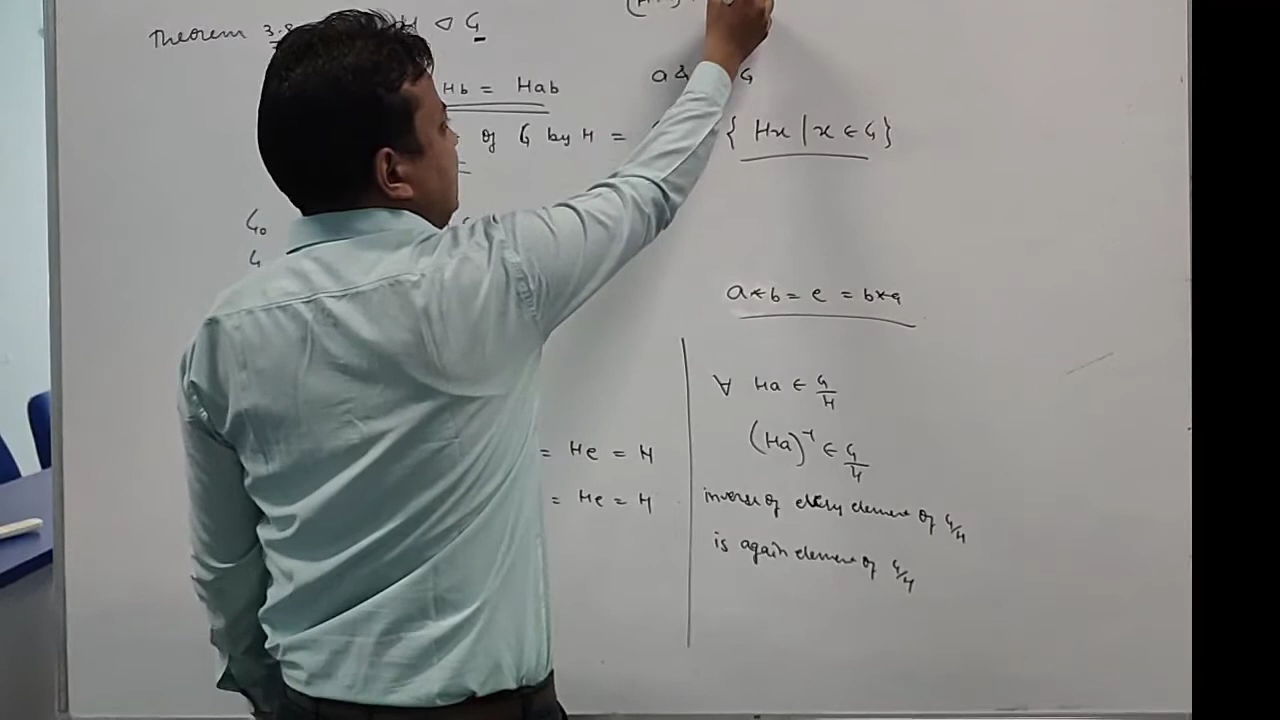 Theorem 3.8 H ◁ G
Hb = Hab
a & G
of G by H = { Hx | x ∈ G }
G₀
G
a*b = e = b*a
∀ Ha ∈ G/H
(Ha)⁻¹ ∈ G/H
= He = H
= He = H
inverse of every element of G/H
is again element of G/H